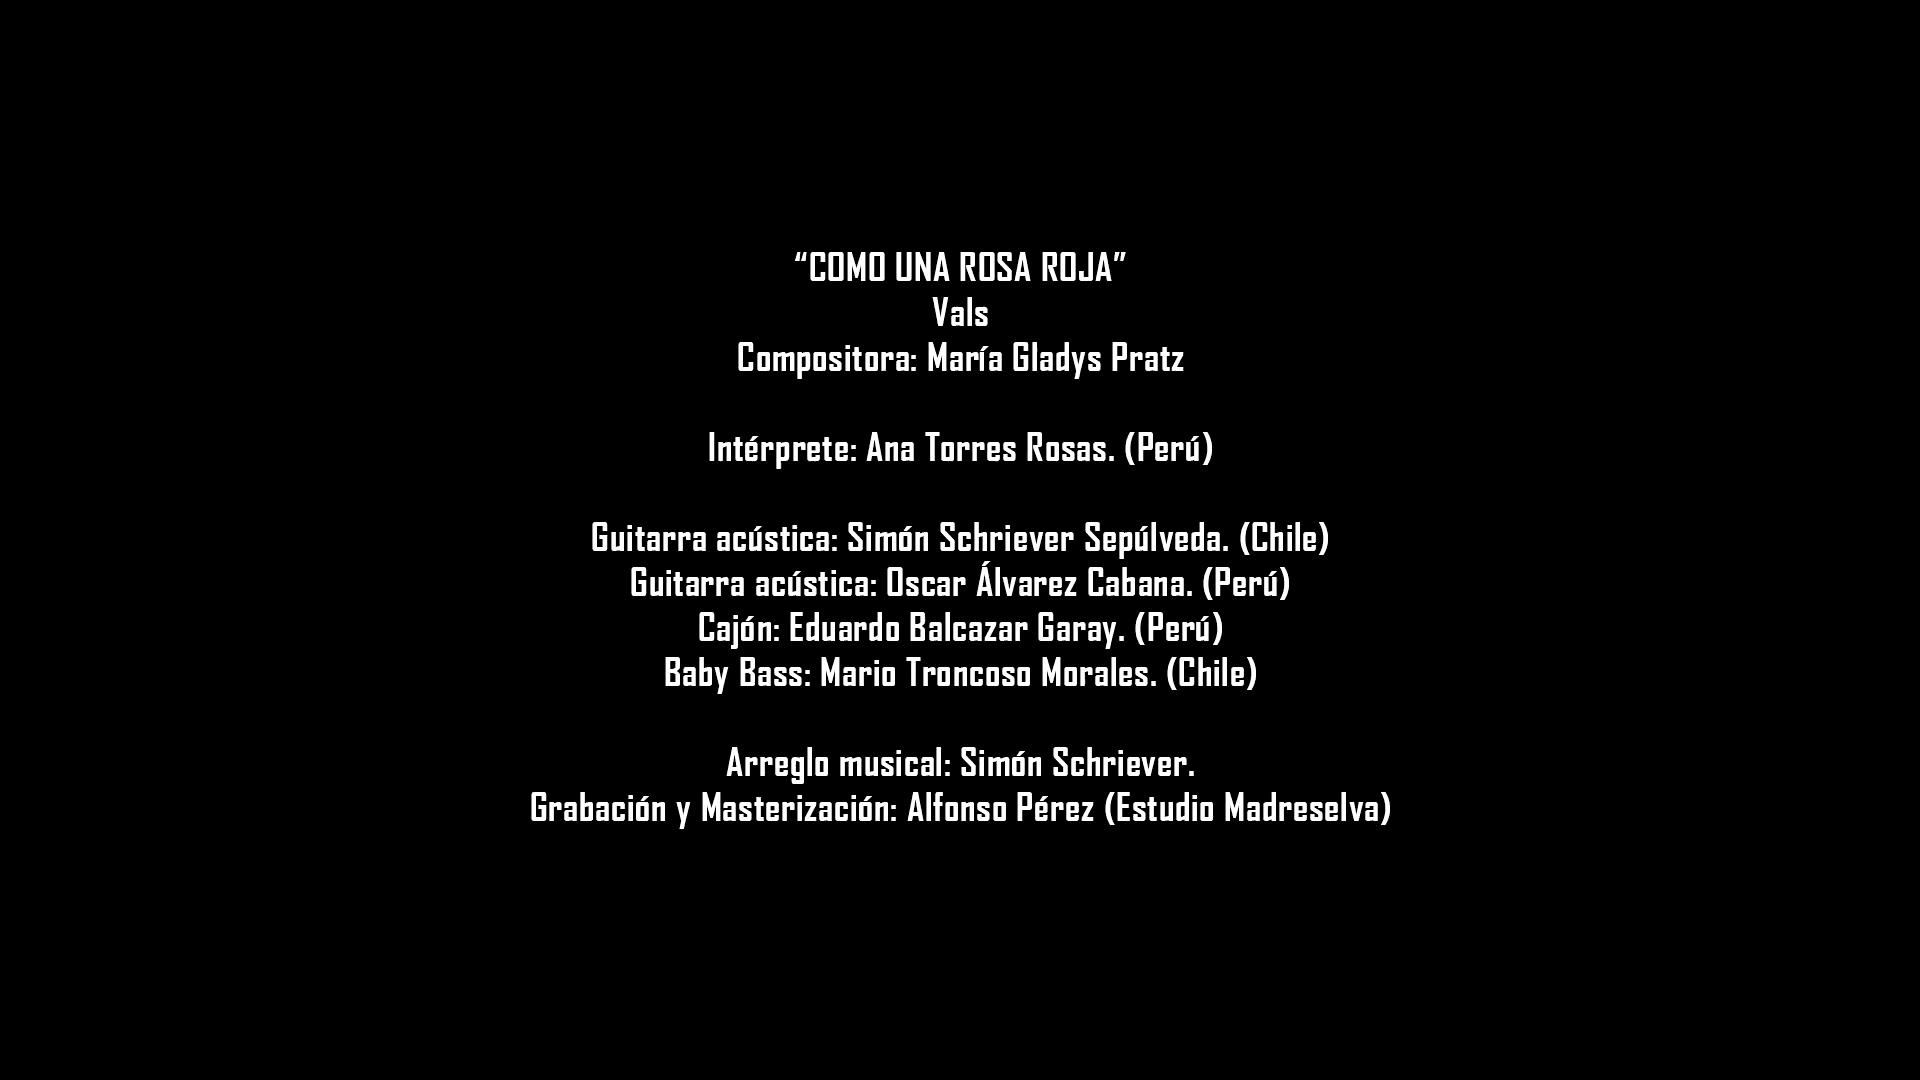 “COMO UNA ROSA ROJA”
Vals
Compositora: María Gladys Pratz
Intérprete: Ana Torres Rosas. (Perú)
Guitarra acústica: Simón Schriever Sepúlveda. (Chile)
Guitarra acústica: Oscar Álvarez Cabana. (Perú)
Cajón: Eduardo Balcazar Garay. (Perú)
Baby Bass: Mario Troncoso Morales. (Chile)
Arreglo musical: Simón Schriever.
Grabación y Masterización: Alfonso Pérez (Estudio Madreselva)